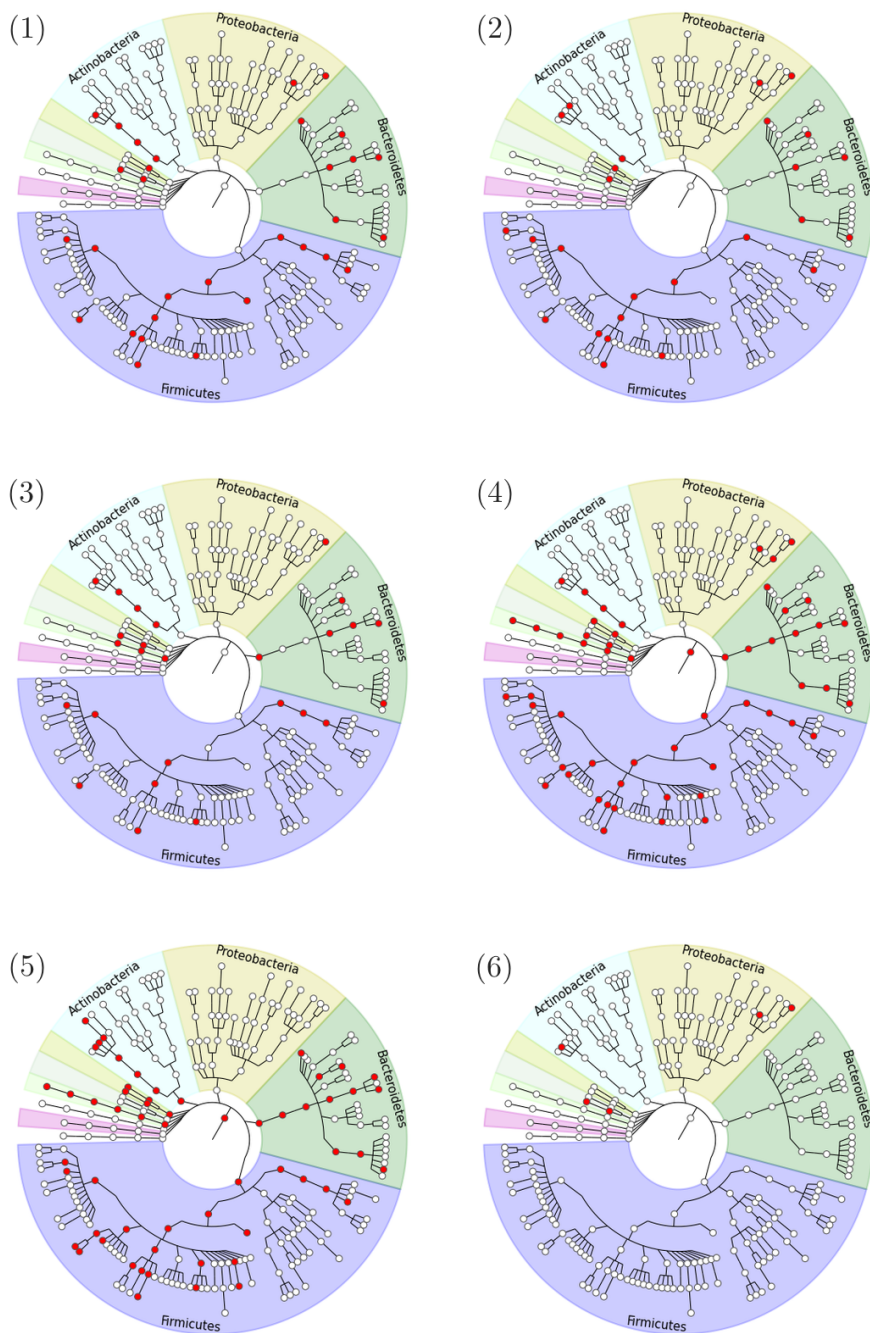 (1)
Actinobacteria
Proteobacteria
Bacteroidetes
Firmicutes
(2)
Actinobacteria
Proteobacteria
Bacteroidetes
Firmicutes
(3)
Actinobacteria
Proteobacteria
Bacteroidetes
Firmicutes
(4)
Actinobacteria
Proteobacteria
Bacteroidetes
Firmicutes
(5)
Actinobacteria
Proteobacteria
Bacteroidetes
Firmicutes
(6)
Actinobacteria
Proteobacteria
Bacteroidetes
Firmicutes